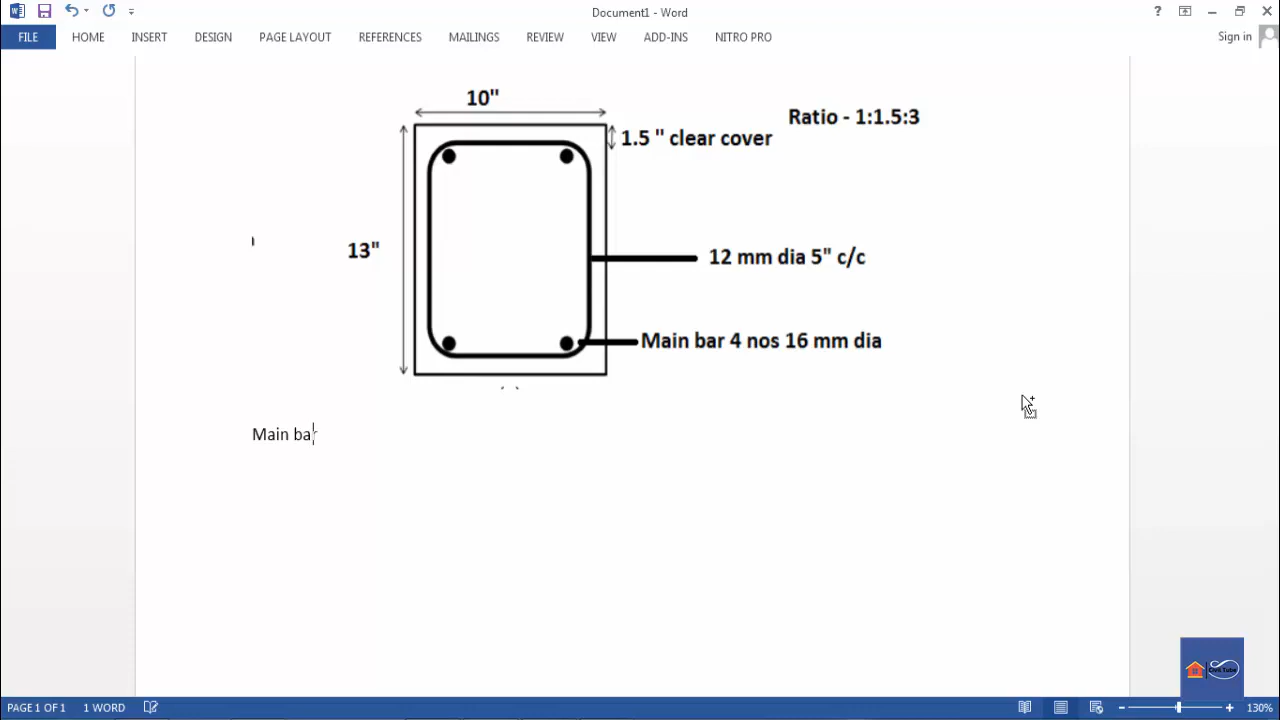 Document1 - Word
Sign in
FILE HOME INSERT DESIGN PAGE LAYOUT REFERENCES MAILINGS REVIEW VIEW ADD-INS NITRO PRO
10"
Ratio - 1:1.5:3
1.5 " clear cover
13"
12 mm dia 5" c/c
Main bar 4 nos 16 mm dia
Main bar
PAGE 1 OF 1 1 WORD 130%